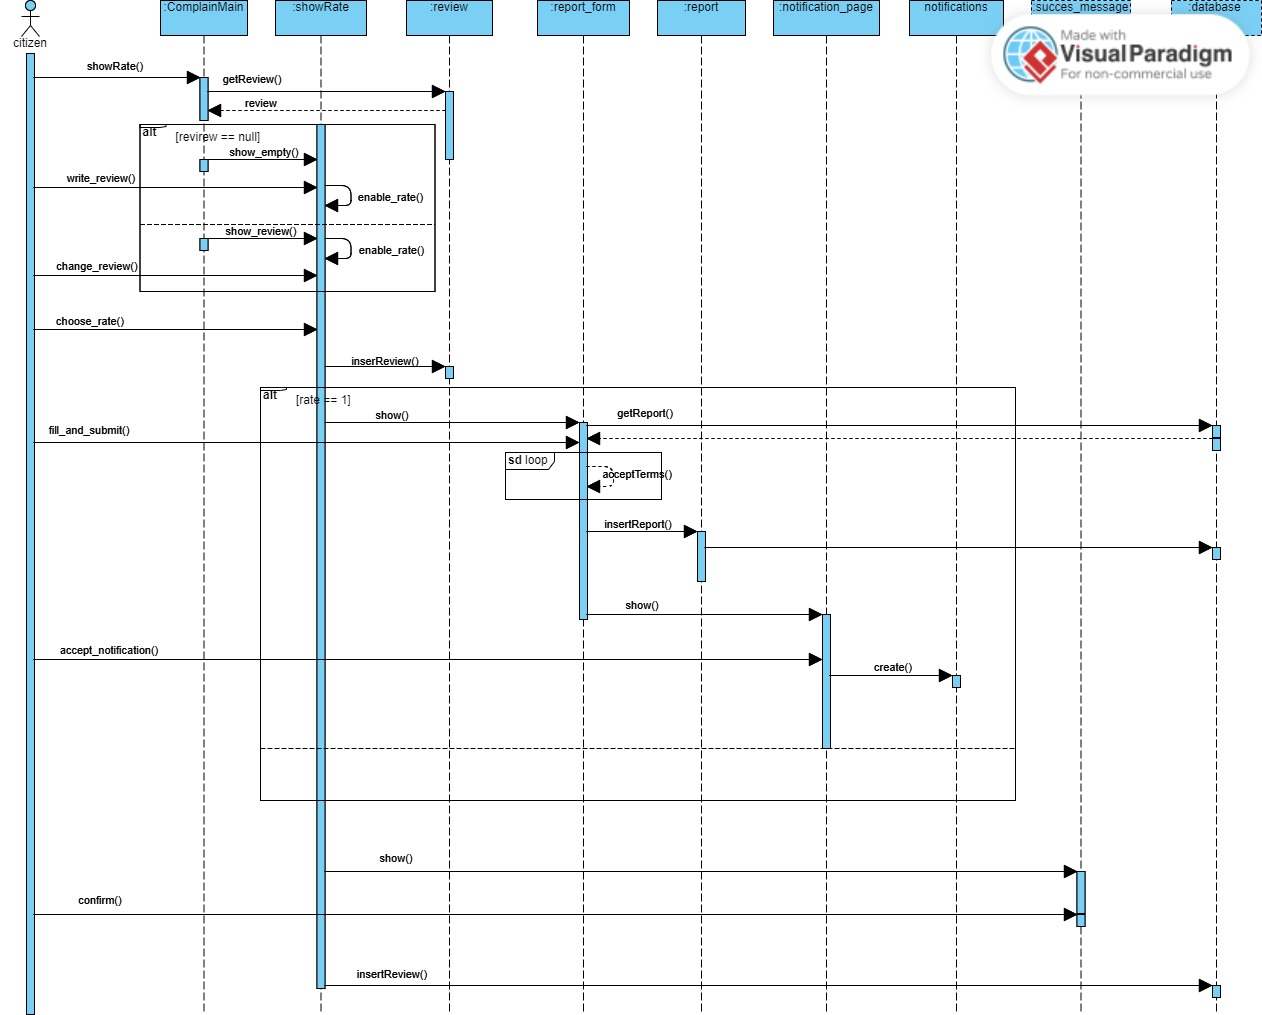 :ComplainMain
:showRate
:review
:report_form
:report
:notification_page
notifications
:succes_message
:database
citizen
Made with
Visual Paradigm
For non-commercial use
showRate()
getReview()
review
alt
[revirew == null]
show_empty()
write_review()
enable_rate()
show_review()
enable_rate()
change_review()
choose_rate()
inserReview()
alt
[rate == 1]
show()
getReport()
fill_and_submit()
sd loop
acceptTerms()
insertReport()
show()
accept_notification()
create()
show()
confirm()
insertReview()